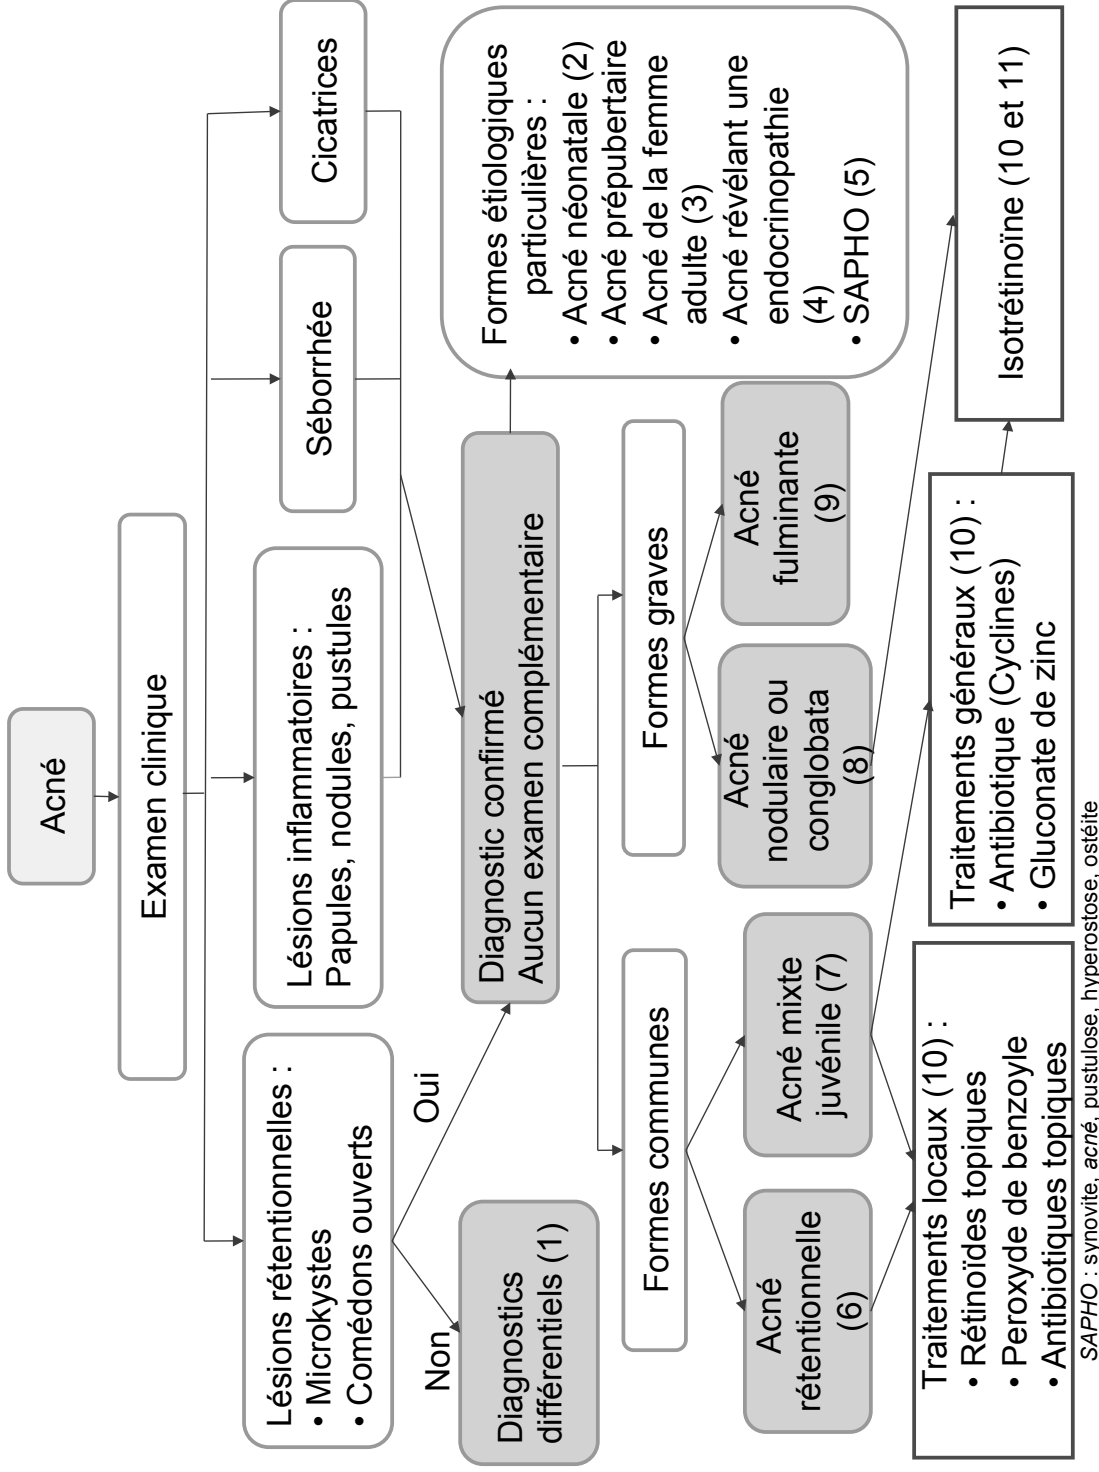 Acné
Examen clinique
Lésions rétentionnelles :
• Microkystes
• Comédons ouverts
Lésions inflammatoires :
Papules, nodules, pustules
Séborrhée
Cicatrices
Non
Oui
Diagnostics
différentiels (1)
Diagnostic confirmé
Aucun examen complémentaire
Formes étiologiques
particulières :
• Acné néonatale (2)
• Acné prépubertaire
• Acné de la femme
adulte (3)
• Acné révélant une
endocrinopathie
(4)
• SAPHO (5)
Formes communes
Formes graves
Acné
rétentionnelle
(6)
Acné mixte
juvénile (7)
Acné
nodulaire ou
conglobata
(8)
Acné
fulminante
(9)
Traitements locaux (10) :
• Rétinoïdes topiques
• Peroxyde de benzoyle
• Antibiotiques topiques
Traitements généraux (10) :
• Antibiotique (Cyclines)
• Gluconate de zinc
Isotrétinoïne (10 et 11)
SAPHO : synovite, acné, pustulose, hyperostose, ostéite